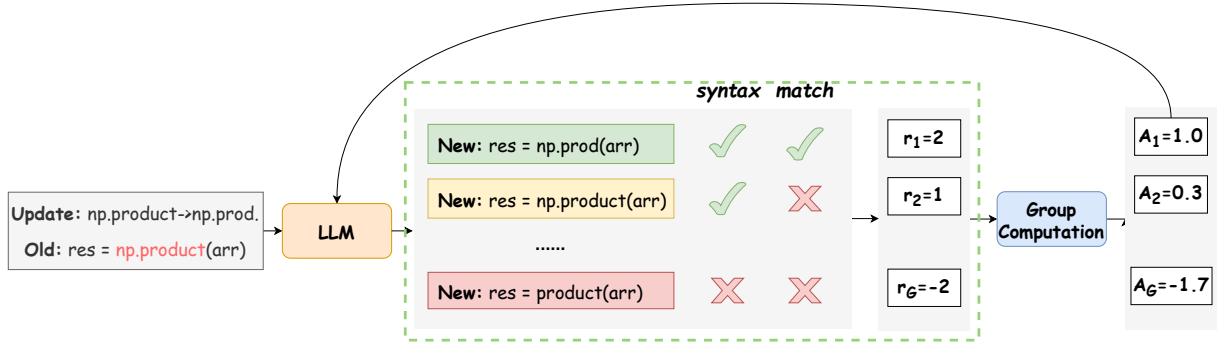 syntax match
New: res = np.prod(arr)
r1=2
A1=1.0
Update: np.product->np.prod.
Old: res = np.product(arr)
LLM
New: res = np.product(arr)
r2=1
Group
Computation
A2=0.3
......
New: res = product(arr)
rG=-2
AG=-1.7